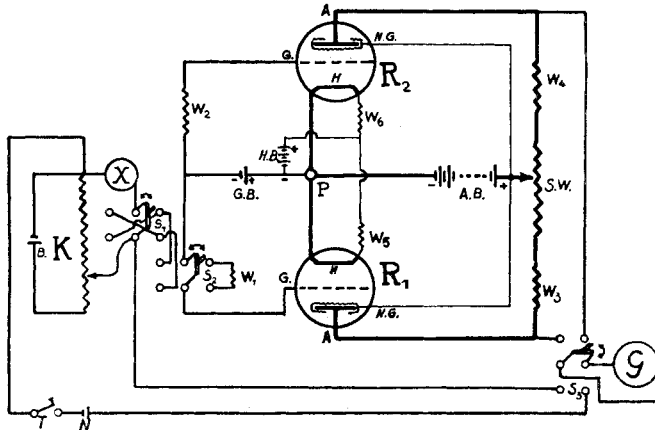 A
N.G.
G.
R₂
H
W₂
W₆
W₄
H.B.
X
G.B.
P
A.B.
S.W.
B.
K
S₁
S₂
W₁
W₅
G.
H
R₁
N.G.
W₃
A
G
S₃
T
N